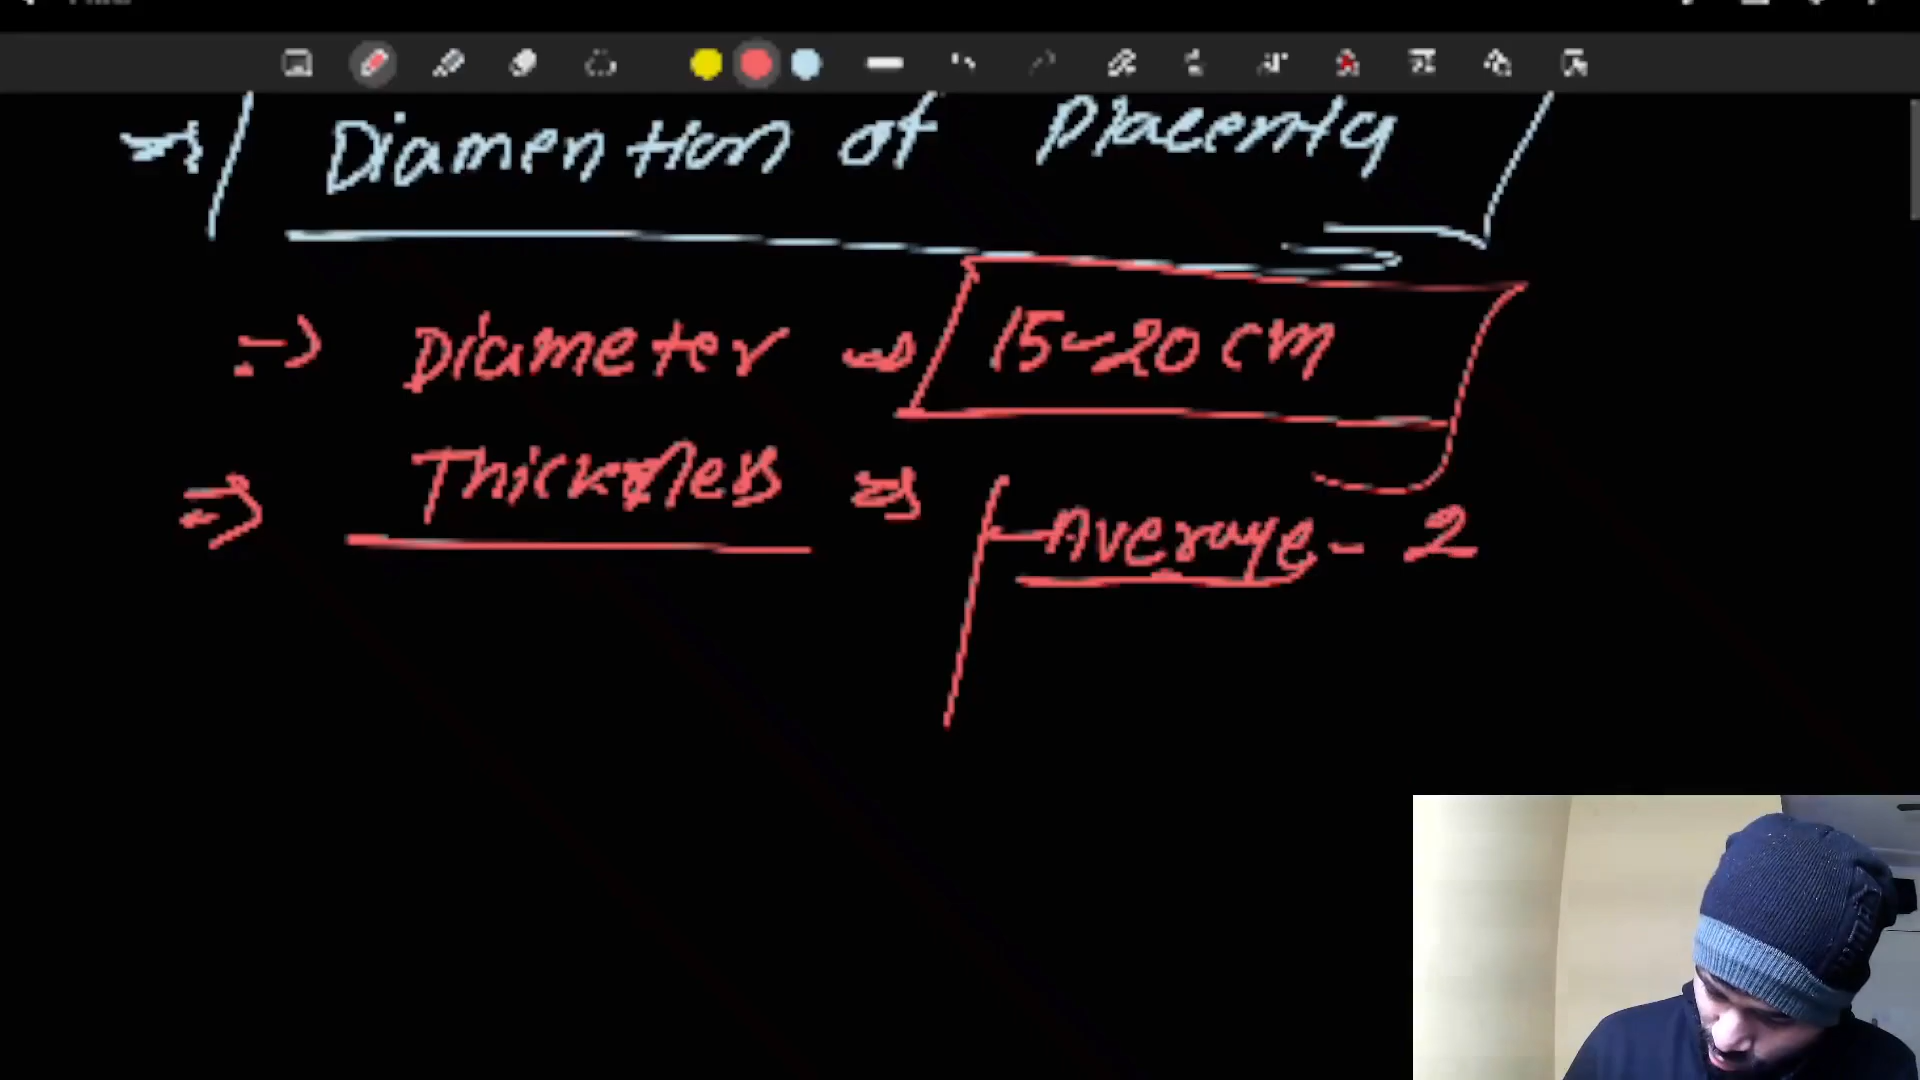 ⇒ Diamention of Placenta
:-> Diameter ⇒ 15-20 cm
⇒ Thickness ⇒
Average - 2